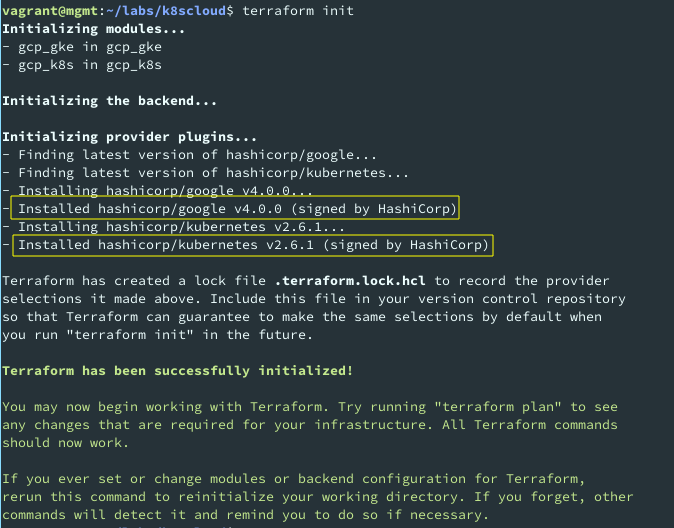 vagrant@mgmt:~/labs/k8scloud$ terraform init
Initializing modules...
- gcp_gke in gcp_gke
- gcp_k8s in gcp_k8s
Initializing the backend...
Initializing provider plugins...
- Finding latest version of hashicorp/google...
- Finding latest version of hashicorp/kubernetes...
- Installing hashicorp/google v4.0.0...
- Installed hashicorp/google v4.0.0 (signed by HashiCorp)
- Installing hashicorp/kubernetes v2.6.1...
- Installed hashicorp/kubernetes v2.6.1 (signed by HashiCorp)
Terraform has created a lock file .terraform.lock.hcl to record the provider
selections it made above. Include this file in your version control repository
so that Terraform can guarantee to make the same selections by default when
you run "terraform init" in the future.
Terraform has been successfully initialized!
You may now begin working with Terraform. Try running "terraform plan" to see
any changes that are required for your infrastructure. All Terraform commands
should now work.
If you ever set or change modules or backend configuration for Terraform,
rerun this command to reinitialize your working directory. If you forget, other
commands will detect it and remind you to do so if necessary.